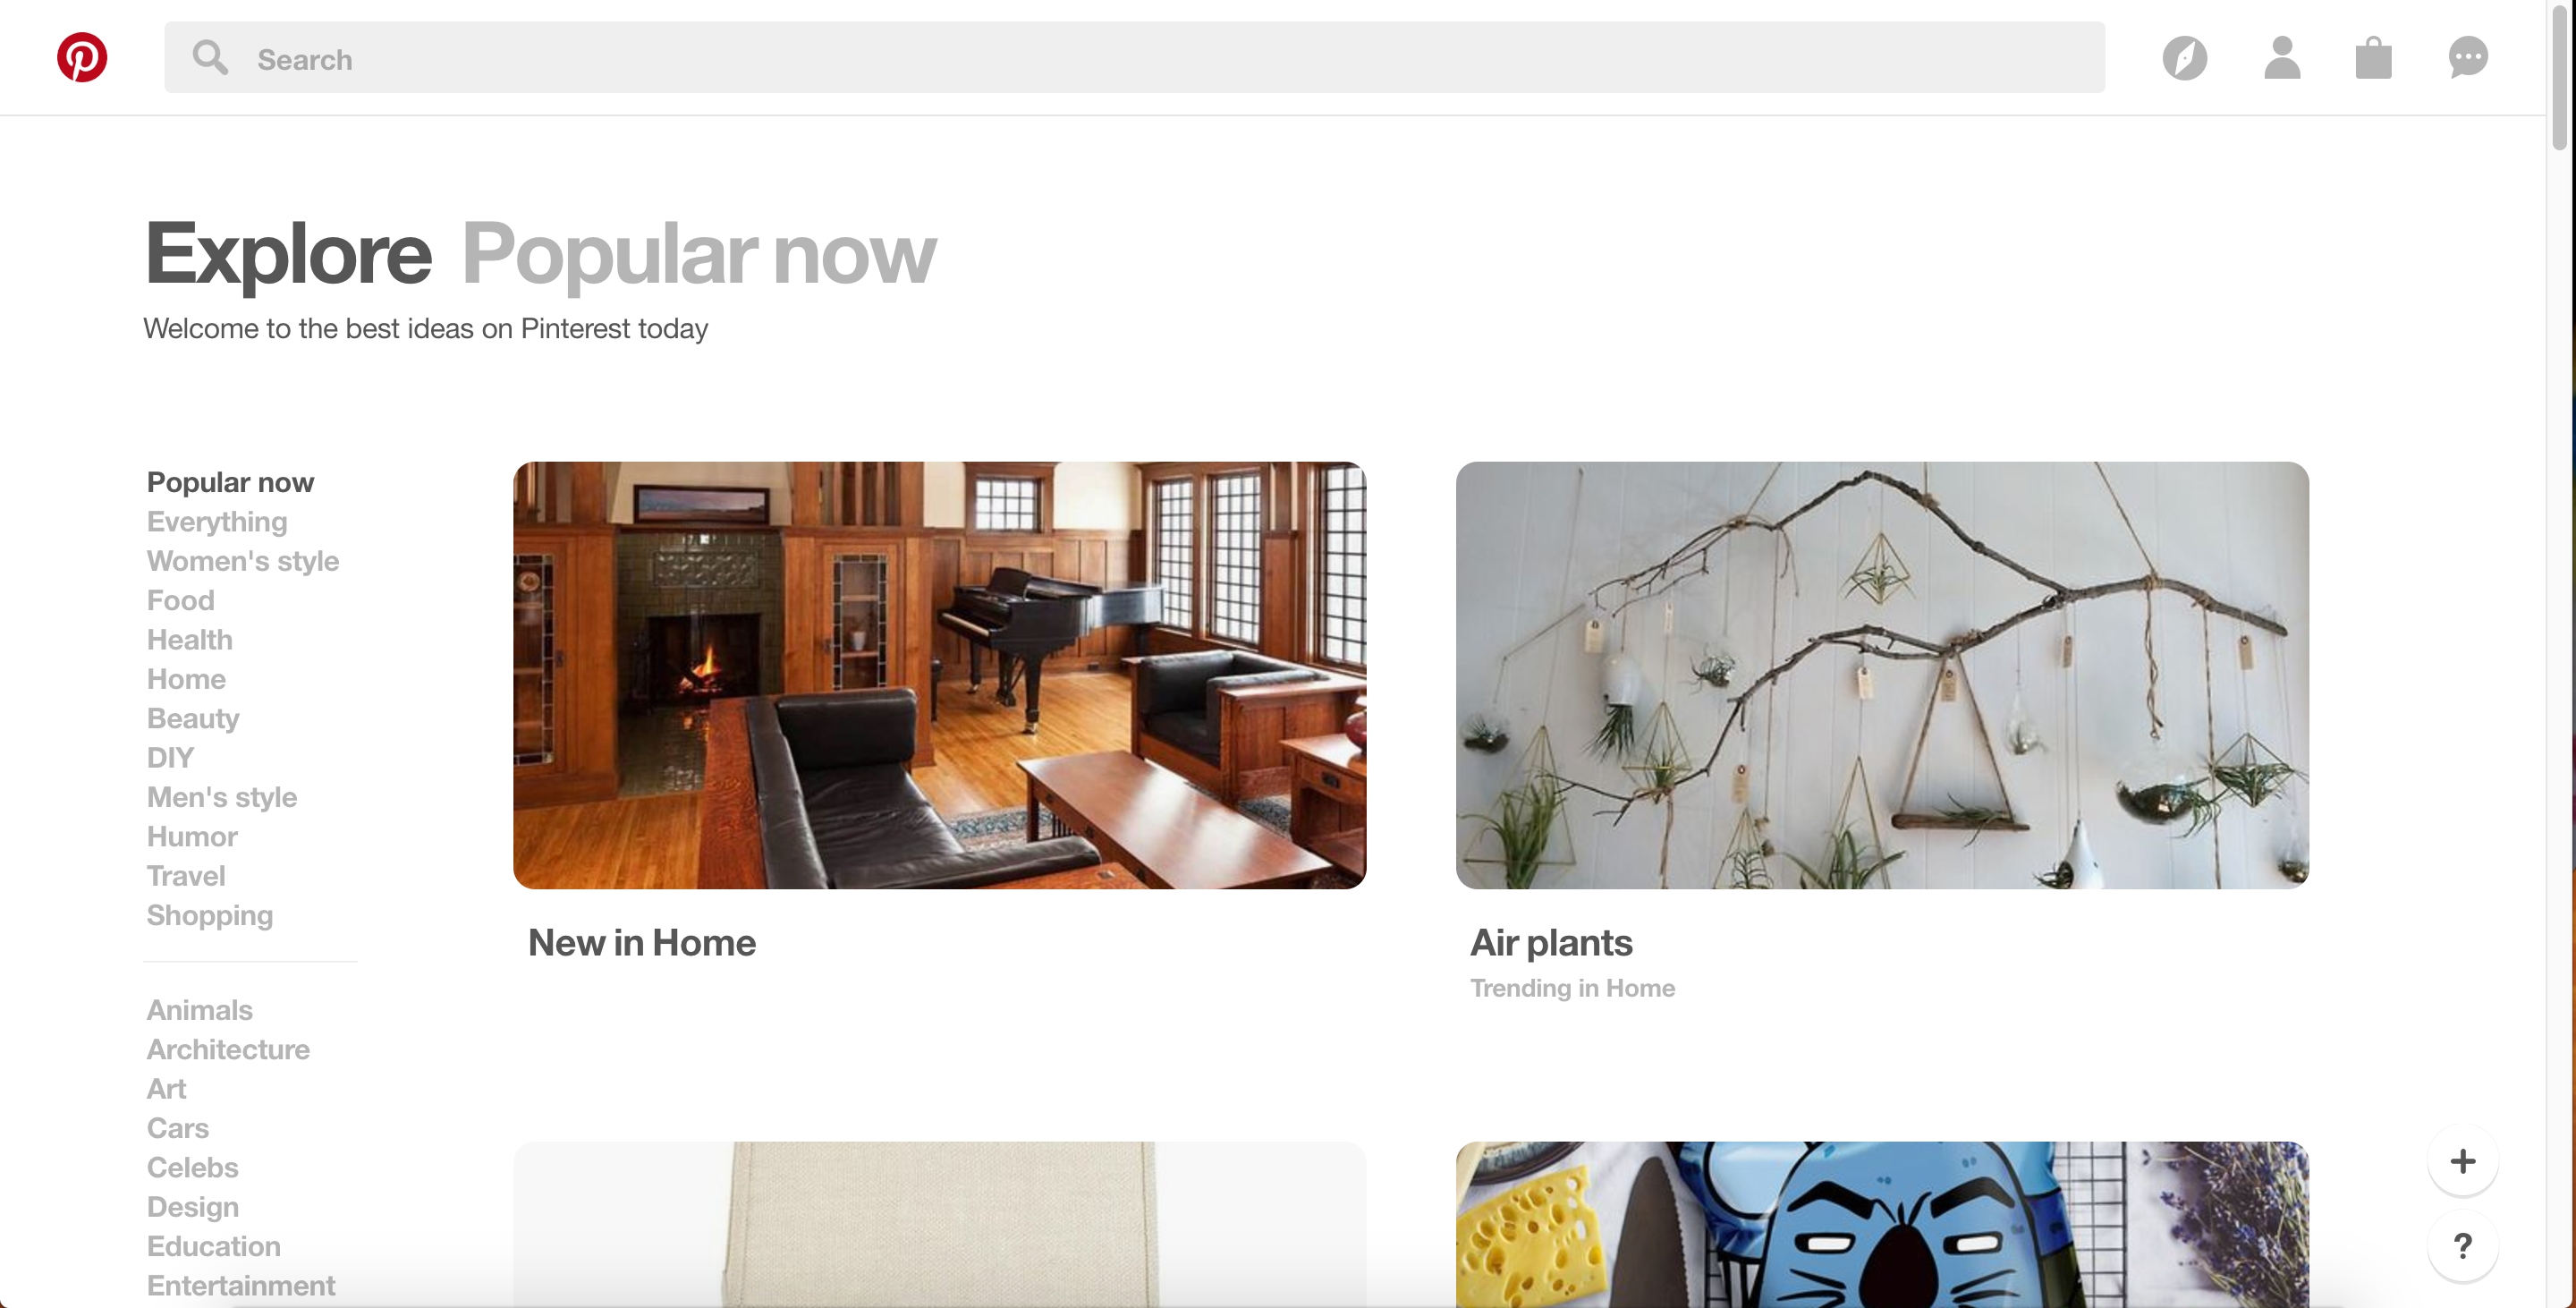 Search
Explore Popular now
Welcome to the best ideas on Pinterest today
Popular now
Everything
Women's style
Food
Health
Home
Beauty
DIY
Men's style
Humor
Travel
Shopping
Animals
Architecture
Art
Cars
Celebs
Design
Education
Entertainment
New in Home
Air plants
Trending in Home
+
?